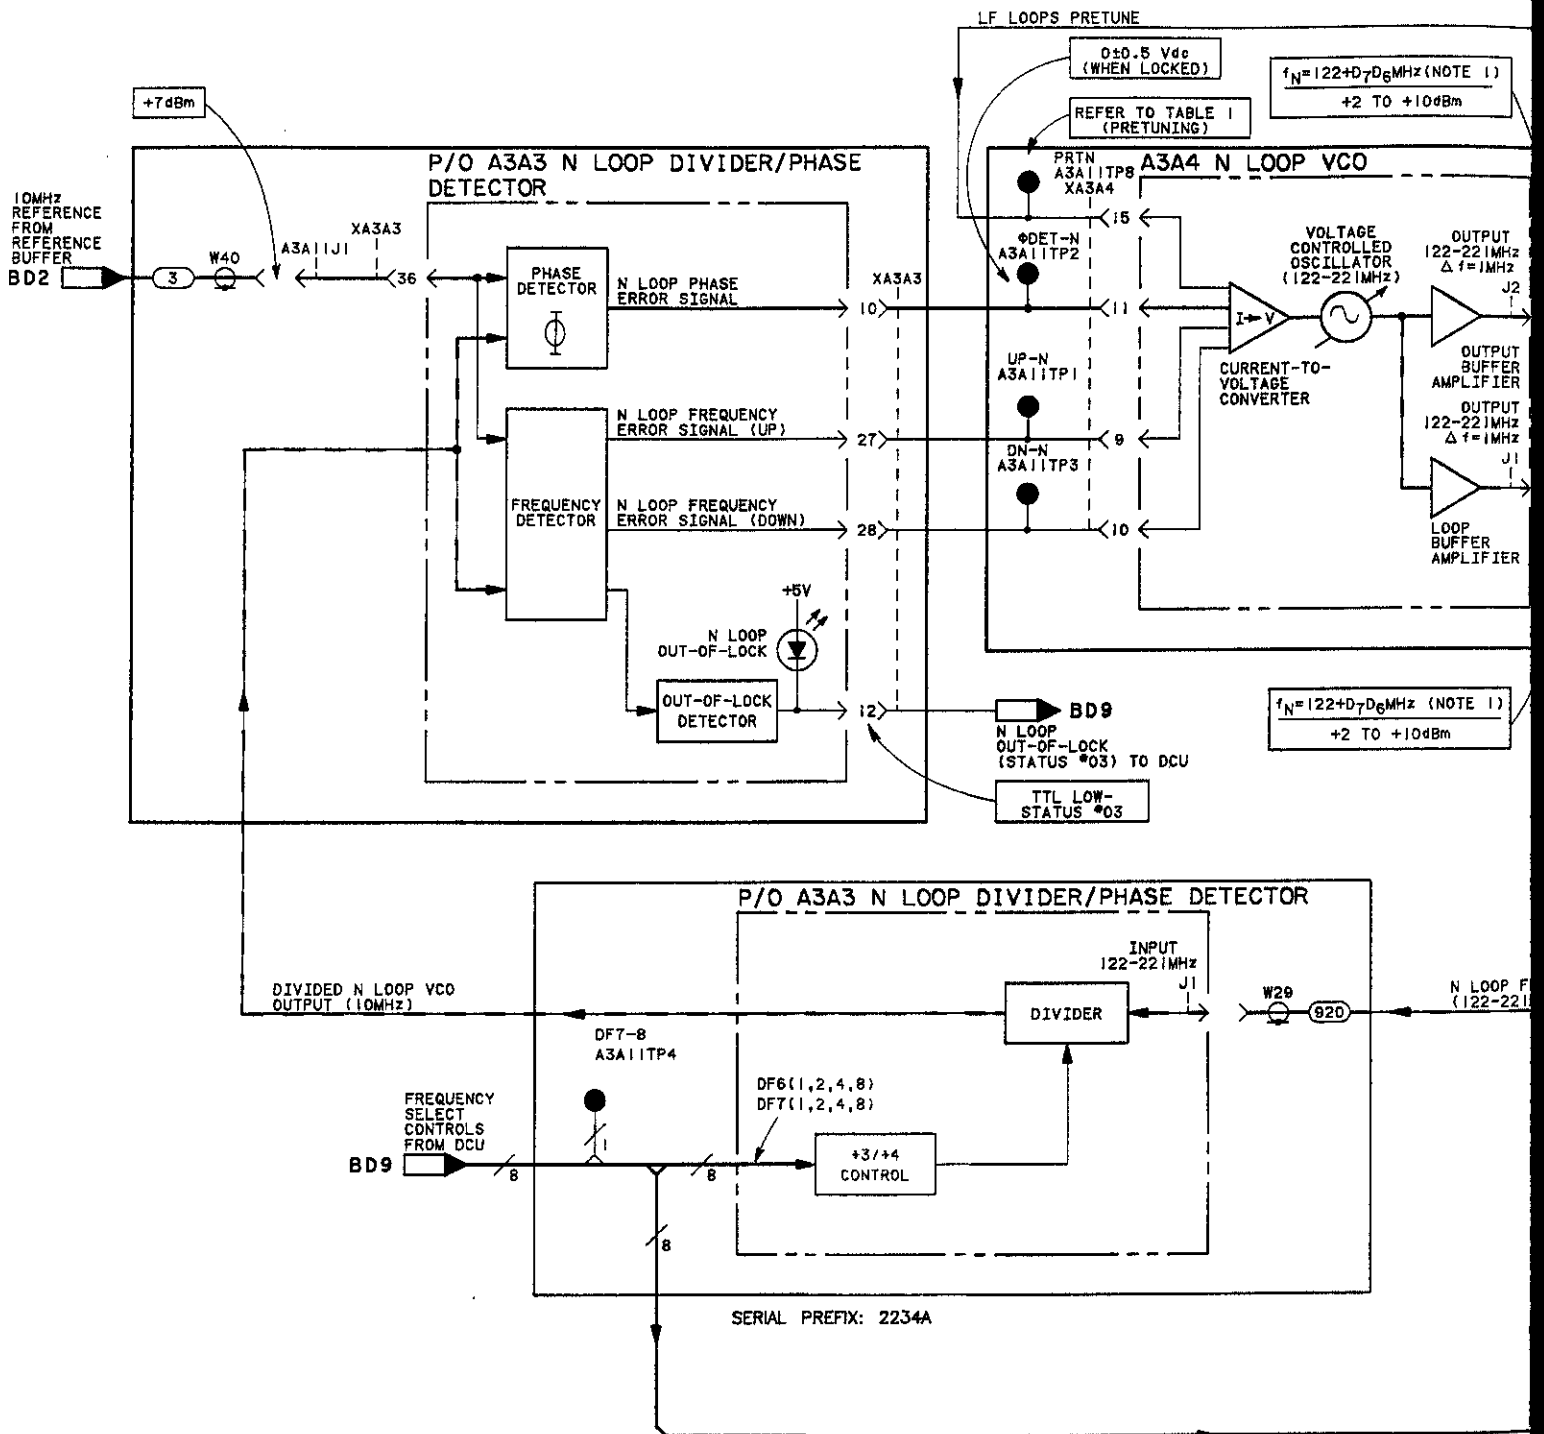 LF LOOPS PRETUNE
0±0.5 Vdc
(WHEN LOCKED)
fN=122+D7D6MHz(NOTE 1)
+2 TO +10dBm
+7dBm
REFER TO TABLE 1
(PRETUNING)
P/O A3A3 N LOOP DIVIDER/PHASE
DETECTOR
PRTN
A3A11TP8
XA3A4
A3A4 N LOOP VCO
10MHz
REFERENCE
FROM
REFERENCE
BUFFER
BD2
3
W40
A3A11J1
XA3A3
36
PHASE
DETECTOR
Φ
N LOOP PHASE
ERROR SIGNAL
10
XA3A3
ΦDET-N
A3A11TP2
15
11
VOLTAGE
CONTROLLED
OSCILLATOR
(122-221MHz)
I→V
CURRENT-TO-
VOLTAGE
CONVERTER
OUTPUT
122-221MHz
Δ f=1MHz
J2
OUTPUT
BUFFER
AMPLIFIER
OUTPUT
122-221MHz
Δ f=1MHz
J1
LOOP
BUFFER
AMPLIFIER
UP-N
A3A11TP1
9
DN-N
A3A11TP3
10
FREQUENCY
DETECTOR
N LOOP FREQUENCY
ERROR SIGNAL (UP)
27
N LOOP FREQUENCY
ERROR SIGNAL (DOWN)
28
+5V
N LOOP
OUT-OF-LOCK
OUT-OF-LOCK
DETECTOR
12
BD9
N LOOP
OUT-OF-LOCK
(STATUS #03) TO DCU
TTL LOW-
STATUS #03
fN=122+D7D6MHz (NOTE 1)
+2 TO +10dBm
P/O A3A3 N LOOP DIVIDER/PHASE DETECTOR
INPUT
122-221MHz
J1
DIVIDER
W29
920
N LOOP F
(122-221
DIVIDED N LOOP VCO
OUTPUT (10MHz)
DF7-8
A3A11TP4
1
DF6(1,2,4,8)
DF7(1,2,4,8)
FREQUENCY
SELECT
CONTROLS
FROM DCU
BD9
8
8
÷3/÷4
CONTROL
8
SERIAL PREFIX: 2234A